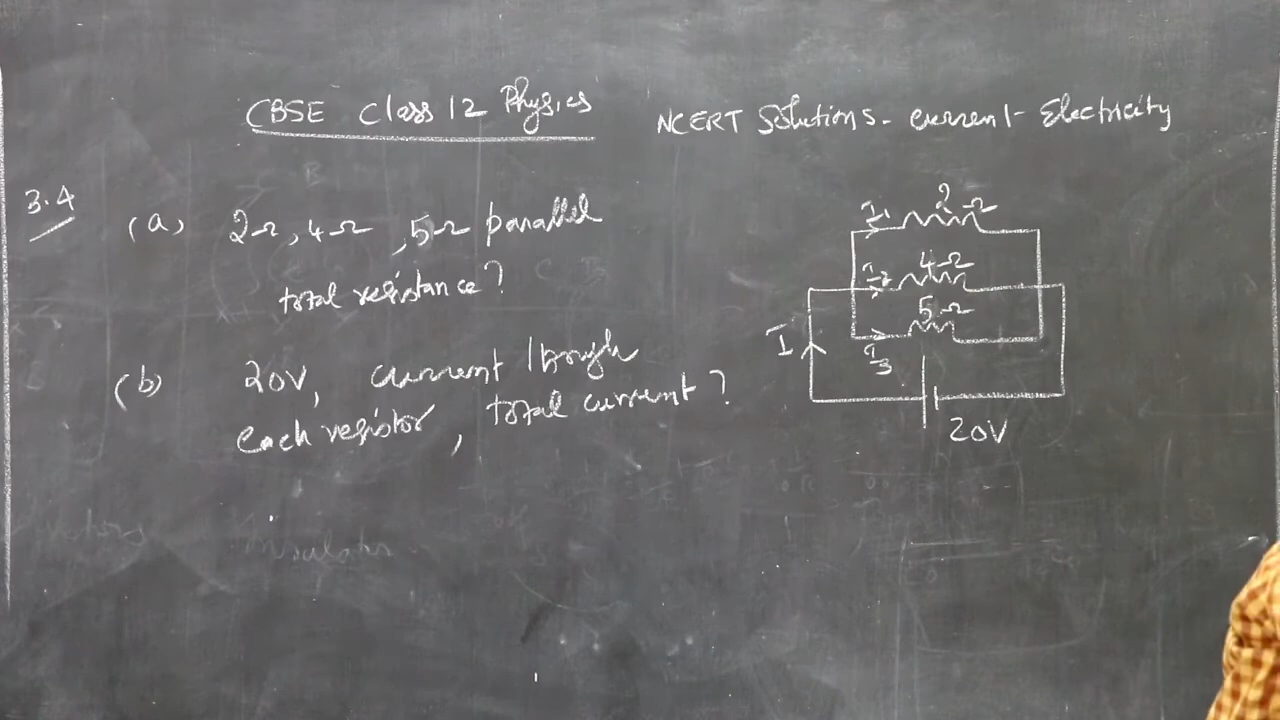 CBSE Class 12 Physics NCERT Solutions - Current Electricity
3.4
(a) 2Ω, 4Ω, 5Ω parallel
total resistance?
(b) 20V, current through
each resistor, total current?
2Ω
I₁
4Ω
I₂
5Ω
I₃
I
20V